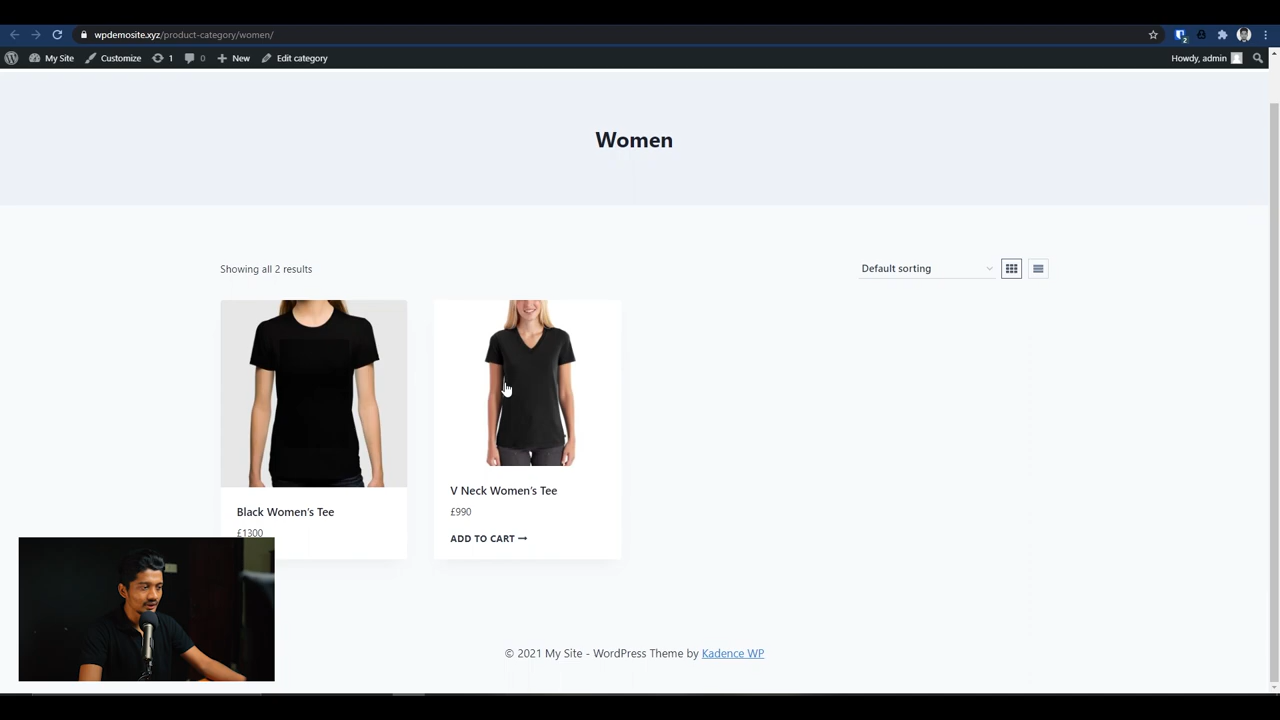 wpdemosite.xyz/product-category/women/
2
My Site Customize 1 0 New Edit category Howdy, admin
Women
Showing all 2 results Default sorting
Black Women's Tee
£1300
V Neck Women's Tee
£990
ADD TO CART
© 2021 My Site - WordPress Theme by Kadence WP